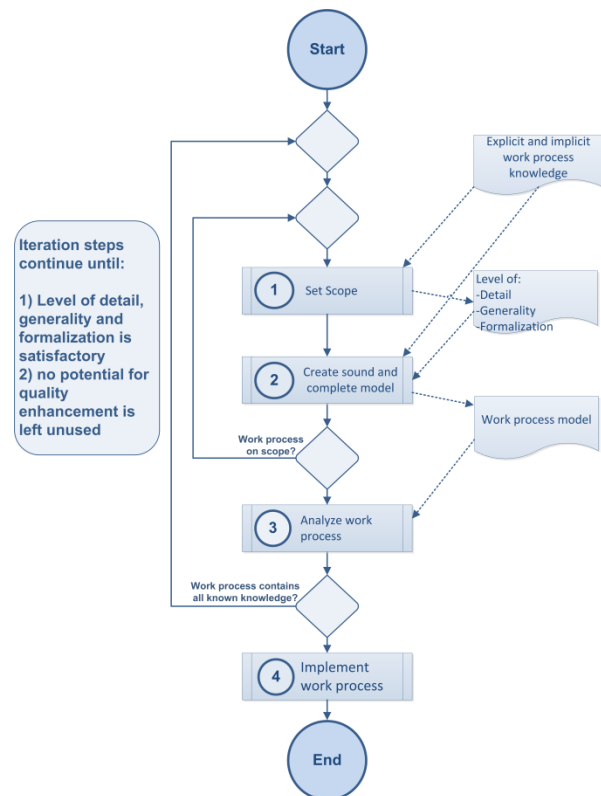 Start
Explicit and implicit
work process
knowledge
Iteration steps
continue until:
1) Level of detail,
generality and
formalization is
satisfactory
2) no potential for
quality
enhancement is
left unused
1
Set Scope
Level of:
-Detail
-Generality
-Formalization
2
Create sound and
complete model
Work process model
Work process
on scope?
3
Analyze work
process
Work process contains
all known knowledge?
4
Implement
work process
End